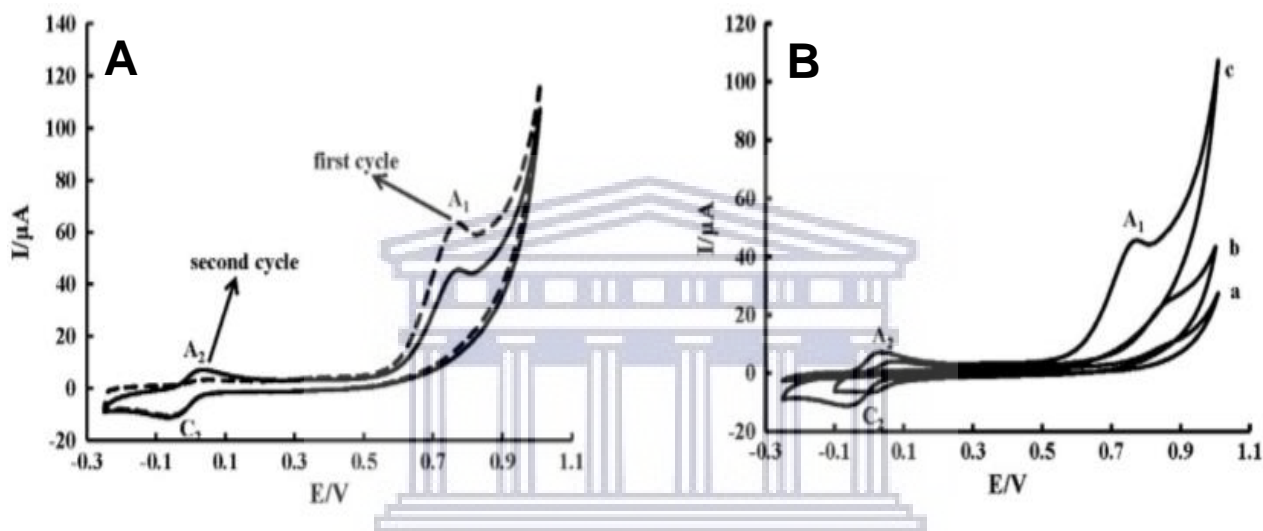 A
140
120
100
80
60
40
20
0
-20
I/µA
first cycle
A1
second cycle
A2
C2
-0.3 -0.1 0.1 0.3 0.5 0.7 0.9 1.1
E/V
B
120
100
80
60
40
20
0
-20
I/µA
c
A1
b
a
A2
C2
-0.3 -0.1 0.1 0.3 0.5 0.7 0.9 1.1
E/V